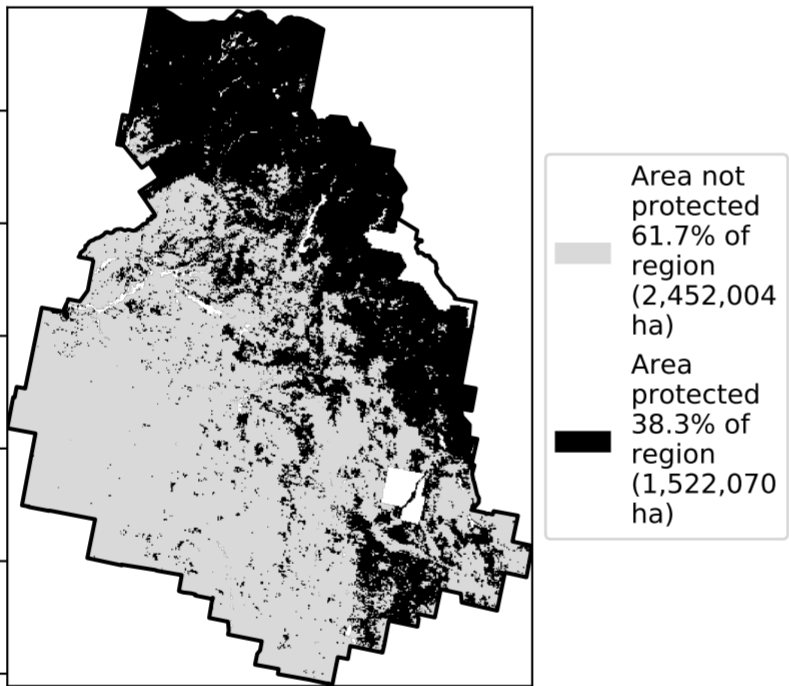 Area not
protected
61.7% of
region
(2,452,004
ha)
Area
protected
38.3% of
region
(1,522,070
ha)